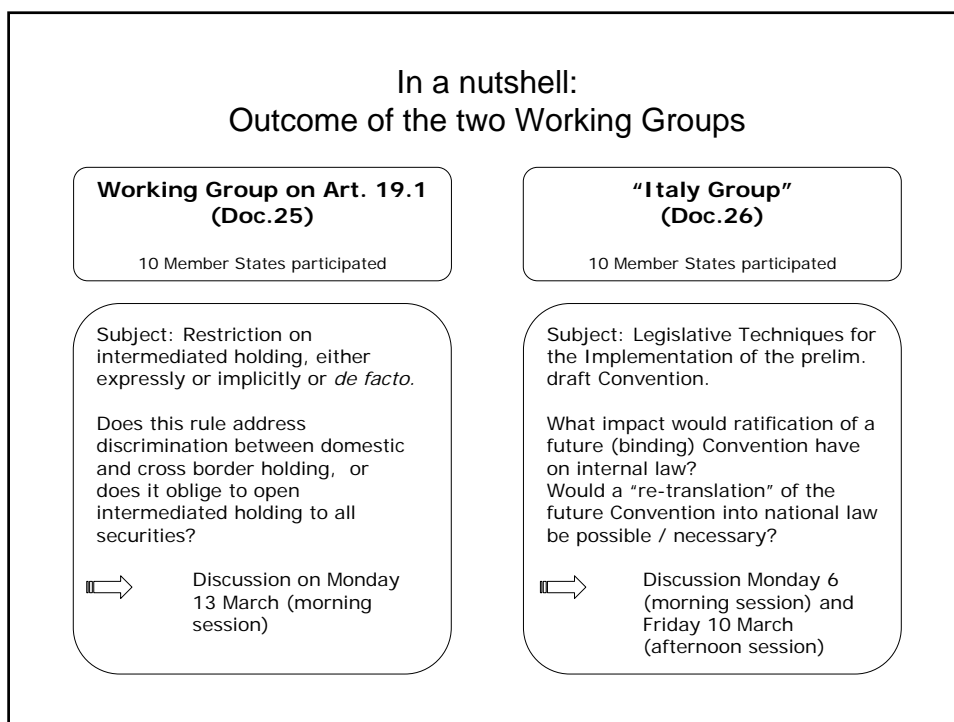 In a nutshell:
Outcome of the two Working Groups
Working Group on Art. 19.1
(Doc.25)
10 Member States participated
Subject: Restriction on
intermediated holding, either
expressly or implicitly or de facto.
Does this rule address
discrimination between domestic
and cross border holding, or
does it oblige to open
intermediated holding to all
securities?
Discussion on Monday
13 March (morning
session)
“Italy Group”
(Doc.26)
10 Member States participated
Subject: Legislative Techniques for
the Implementation of the prelim.
draft Convention.
What impact would ratification of a
future (binding) Convention have
on internal law?
Would a “re-translation” of the
future Convention into national law
be possible / necessary?
Discussion Monday 6
(morning session) and
Friday 10 March
(afternoon session)